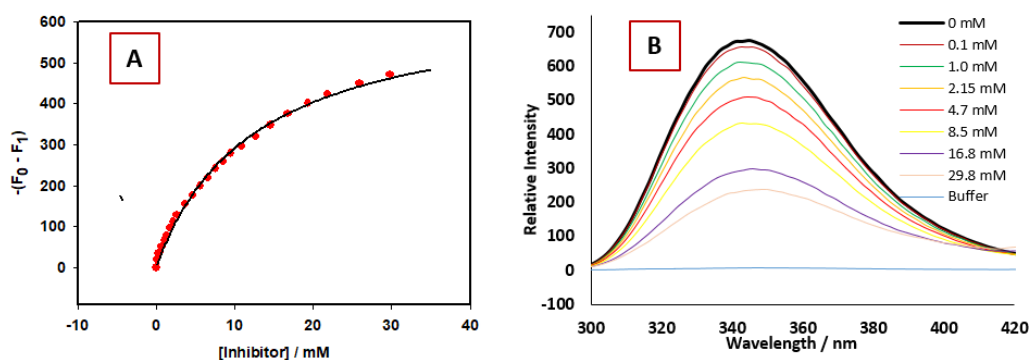 A
-(F0 - F1)
600
500
400
300
200
100
0
-10
0
10
20
30
40
[Inhibitor] / mM
B
Relative Intensity
700
600
500
400
300
200
100
0
-100
300
320
340
360
380
400
420
Wavelength / nm
0 mM
0.1 mM
1.0 mM
2.15 mM
4.7 mM
8.5 mM
16.8 mM
29.8 mM
Buffer